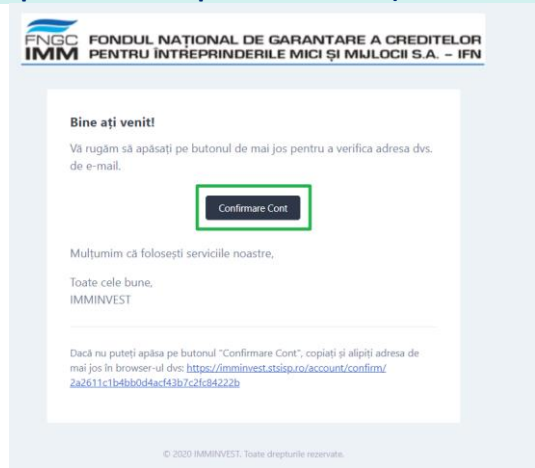 FNGC
IMM
FONDUL NAȚIONAL DE GARANTARE A CREDITELOR
PENTRU ÎNTREPRINDERILE MICI ȘI MIJLOCII S.A. – IFN
Bine ați venit!
Vă rugăm să apăsați pe butonul de mai jos pentru a verifica adresa dvs.
de e-mail.
Confirmare Cont
Mulțumim că folosești serviciile noastre,
Toate cele bune,
IMMINVEST
Dacă nu puteți apăsa pe butonul "Confirmare Cont", copiați și alipiți adresa de
mai jos în browser-ul dvs: https://imminvest.stsisp.ro/account/confirm/
2a2611c1b4bb0d4acf43b7c2fc84222b
© 2020 IMMINVEST. Toate drepturile rezervate.